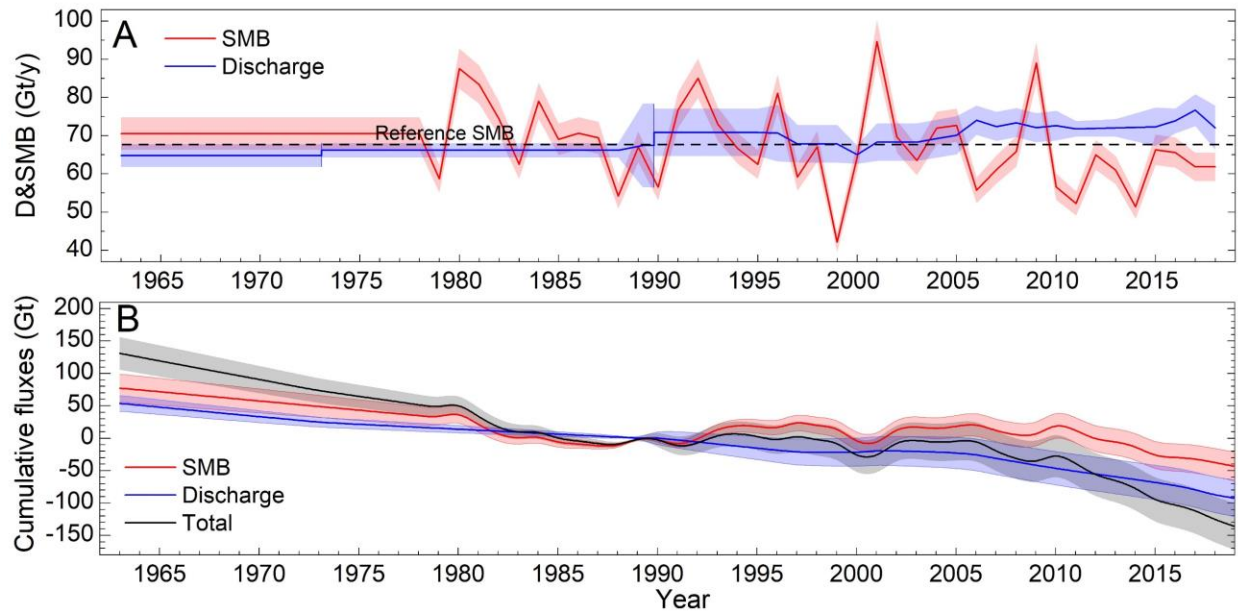 A
D&SMB (Gt/y)
100
90
80
70
60
50
40
SMB
Discharge
Reference SMB
1965 1970 1975 1980 1985 1990 1995 2000 2005 2010 2015
B
Cumulative fluxes (Gt)
200
150
100
50
0
-50
-100
-150
SMB
Discharge
Total
1965 1970 1975 1980 1985 1990 1995 2000 2005 2010 2015
Year